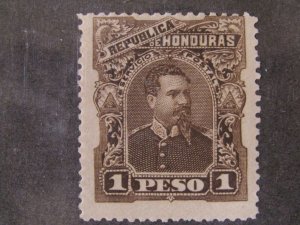 REPUBLICA
DE HONDURAS
1 PESO 1